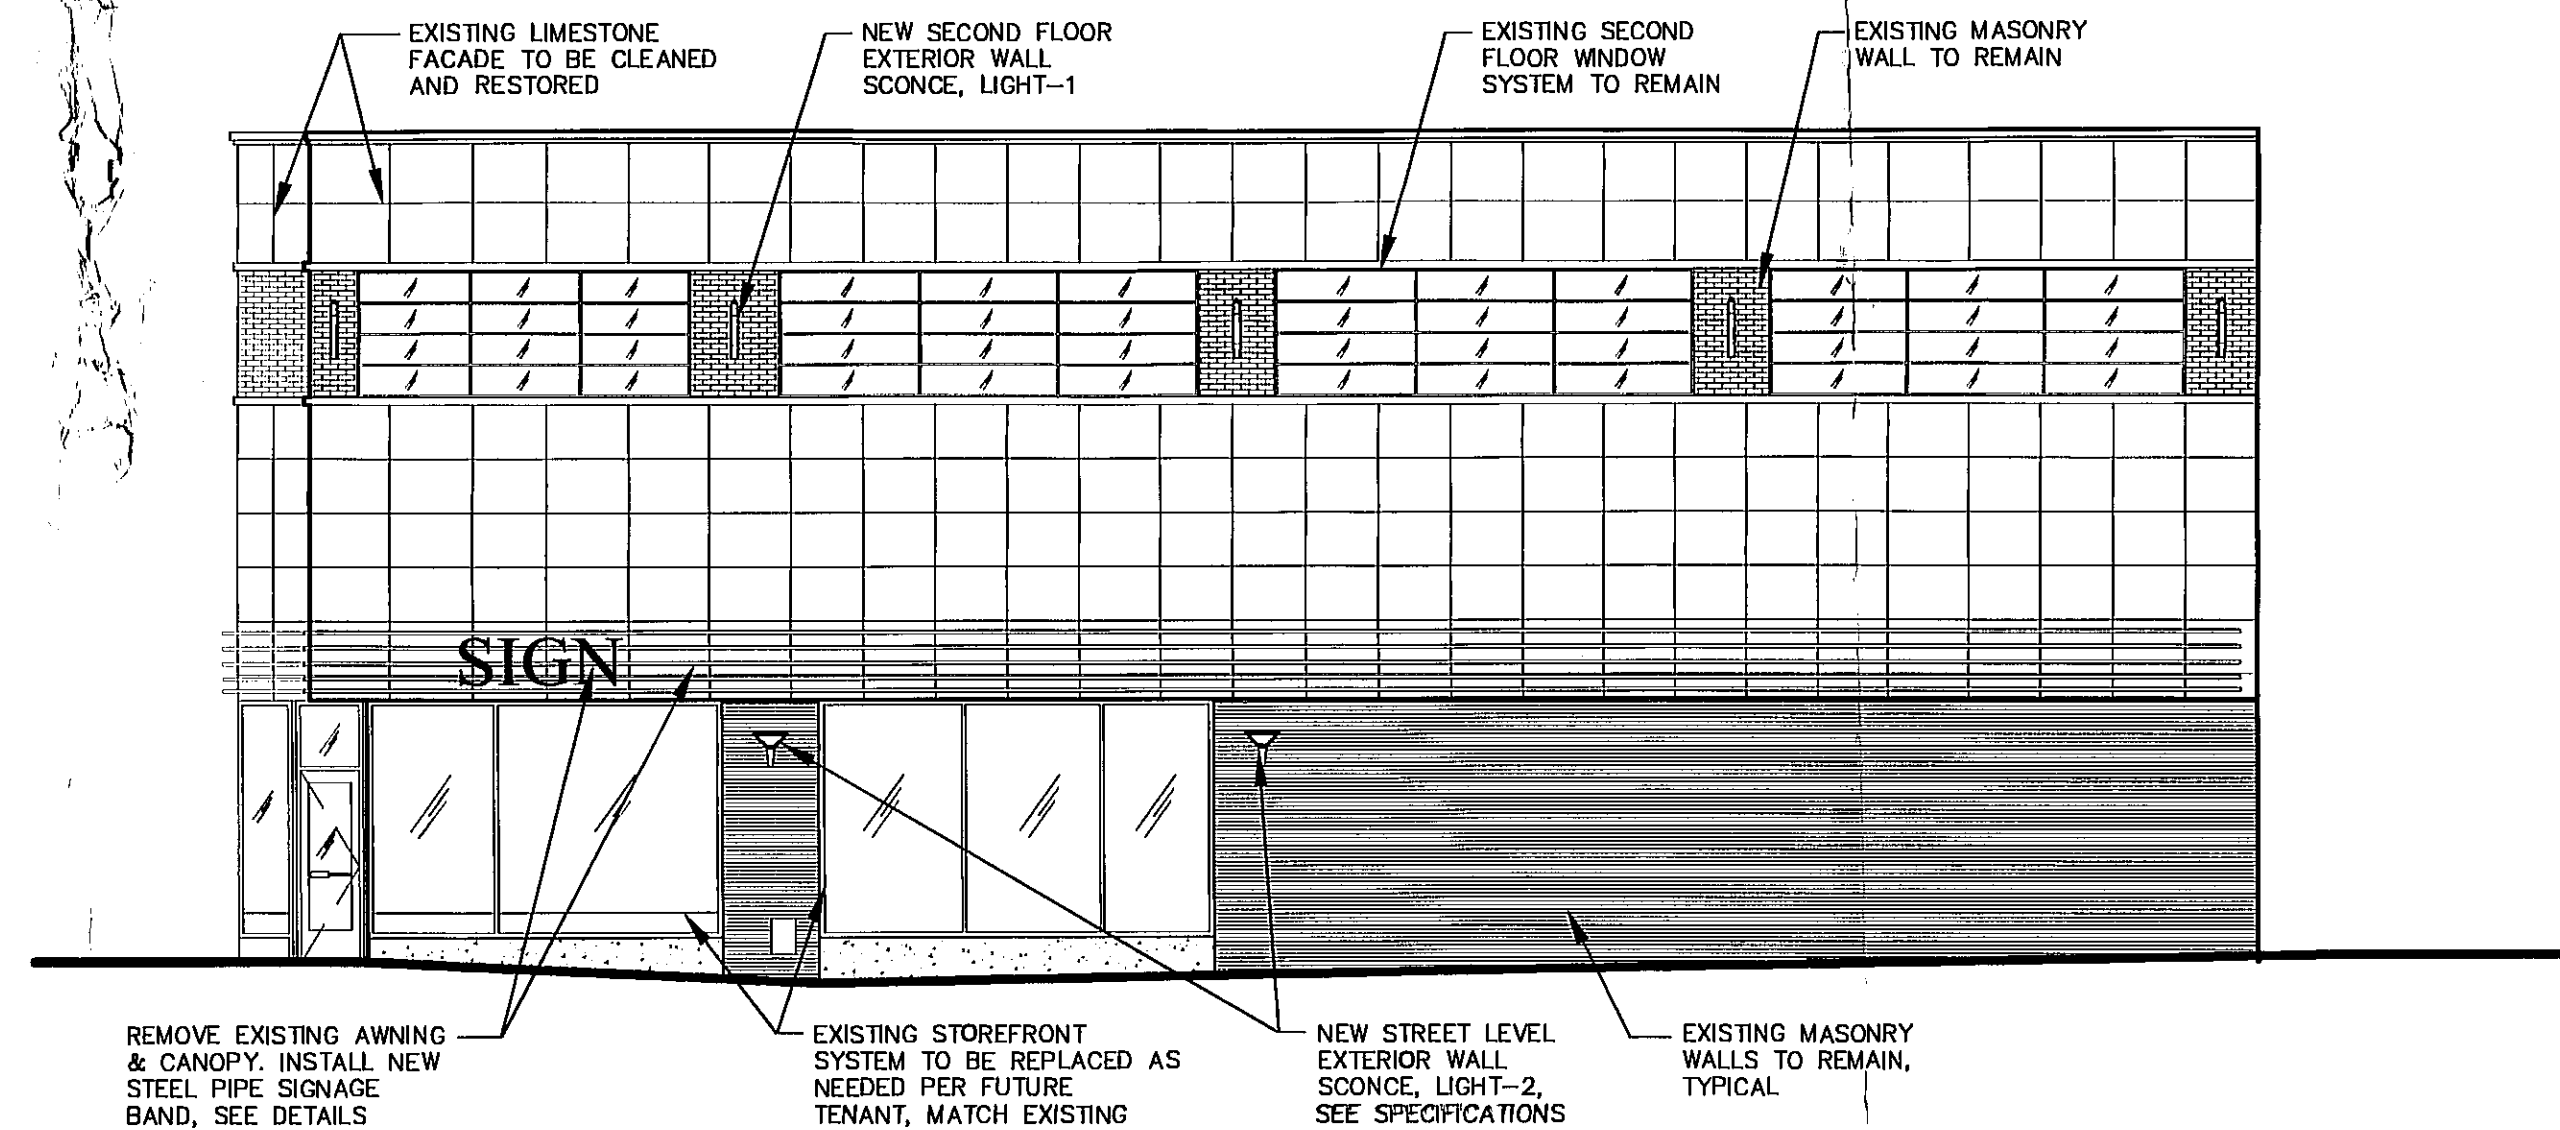 EXISTING LIMESTONE
FACADE TO BE CLEANED
AND RESTORED
NEW SECOND FLOOR
EXTERIOR WALL
SCONCE, LIGHT-1
EXISTING SECOND
FLOOR WINDOW
SYSTEM TO REMAIN
EXISTING MASONRY
WALL TO REMAIN
SIGN
REMOVE EXISTING AWNING
& CANOPY. INSTALL NEW
STEEL PIPE SIGNAGE
BAND, SEE DETAILS
EXISTING STOREFRONT
SYSTEM TO BE REPLACED AS
NEEDED PER FUTURE
TENANT, MATCH EXISTING
NEW STREET LEVEL
EXTERIOR WALL
SCONCE, LIGHT-2,
SEE SPECIFICATIONS
EXISTING MASONRY
WALLS TO REMAIN,
TYPICAL